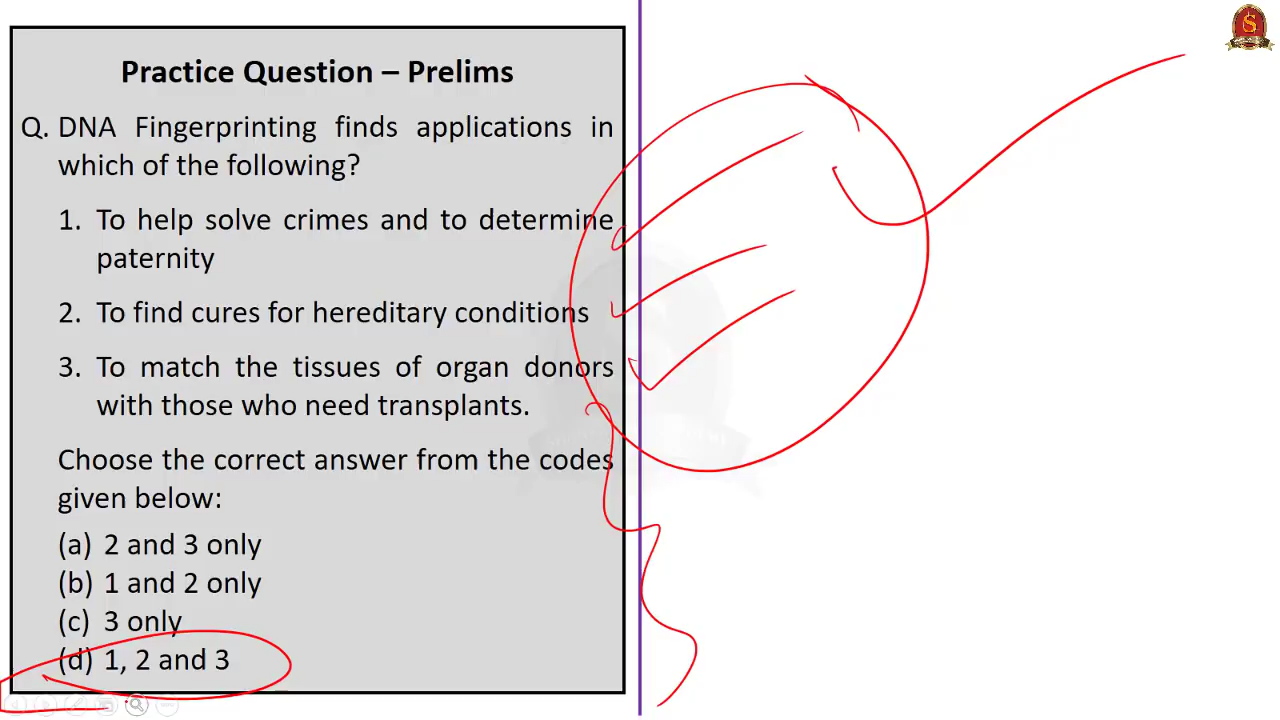 Practice Question – Prelims
Q. DNA Fingerprinting finds applications in
which of the following?
1. To help solve crimes and to determine
paternity
2. To find cures for hereditary conditions
3. To match the tissues of organ donors
with those who need transplants.
Choose the correct answer from the codes
given below:
(a) 2 and 3 only
(b) 1 and 2 only
(c) 3 only
(d) 1, 2 and 3